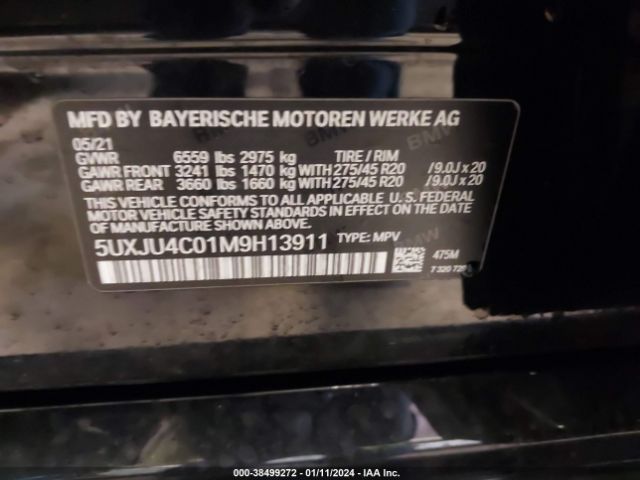 MFD BY BAYERISCHE MOTOREN WERKE AG
05/21
GVWR 6559 lbs 2975 kg TIRE / RIM
GAWR FRONT 3241 lbs 1470 kg WITH 275/45 R20 / 9.0J x 20
GAWR REAR 3660 lbs 1660 kg WITH 275/45 R20 / 9.0J x 20
THIS VEHICLE CONFORMS TO ALL APPLICABLE U. S. FEDERAL
MOTOR VEHICLE SAFETY STANDARDS IN EFFECT ON THE DATE
OF MANUFACTURE SHOWN ABOVE.
5UXJU4C01M9H13911 TYPE: MPV
475M
000-38499272 - 01/11/2024 - IAA Inc.